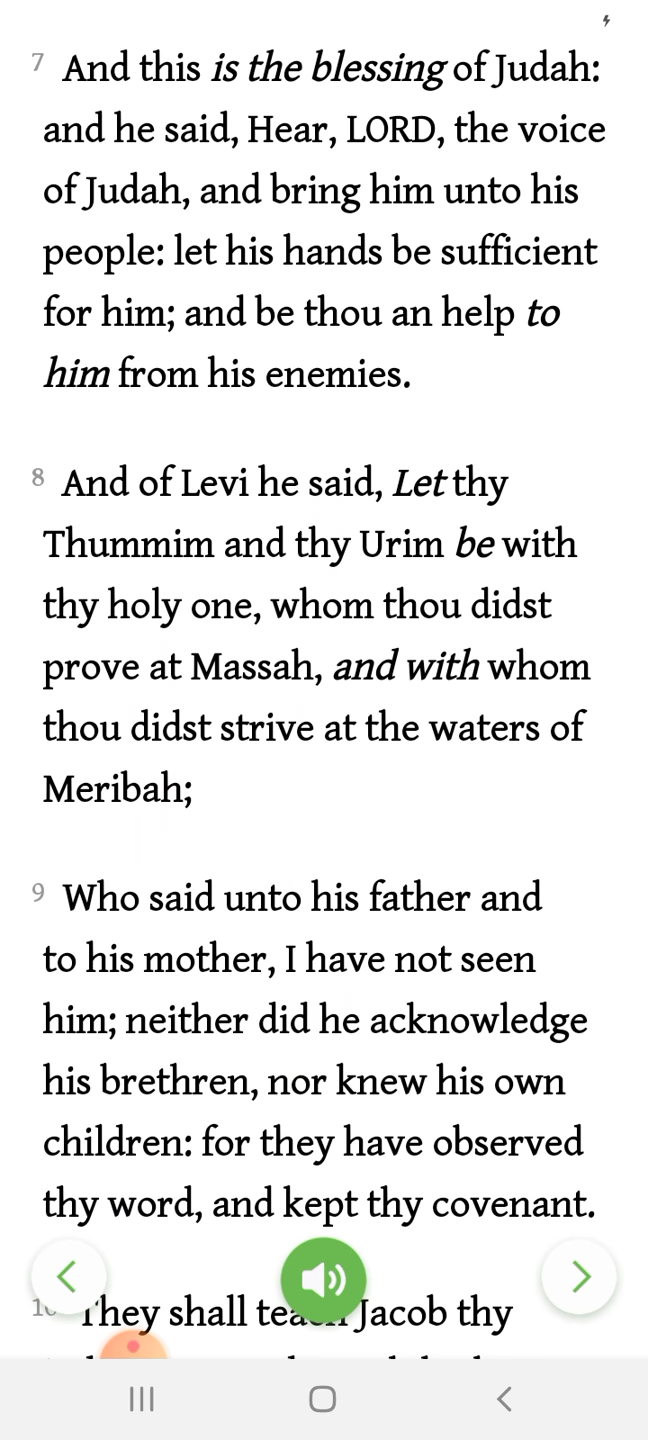 7 And this is the blessing of Judah:
and he said, Hear, LORD, the voice
of Judah, and bring him unto his
people: let his hands be sufficient
for him; and be thou an help to
him from his enemies.
8 And of Levi he said, Let thy
Thummim and thy Urim be with
thy holy one, whom thou didst
prove at Massah, and with whom
thou didst strive at the waters of
Meribah;
9 Who said unto his father and
to his mother, I have not seen
him; neither did he acknowledge
his brethren, nor knew his own
children: for they have observed
thy word, and kept thy covenant.
10 They shall teach Jacob thy